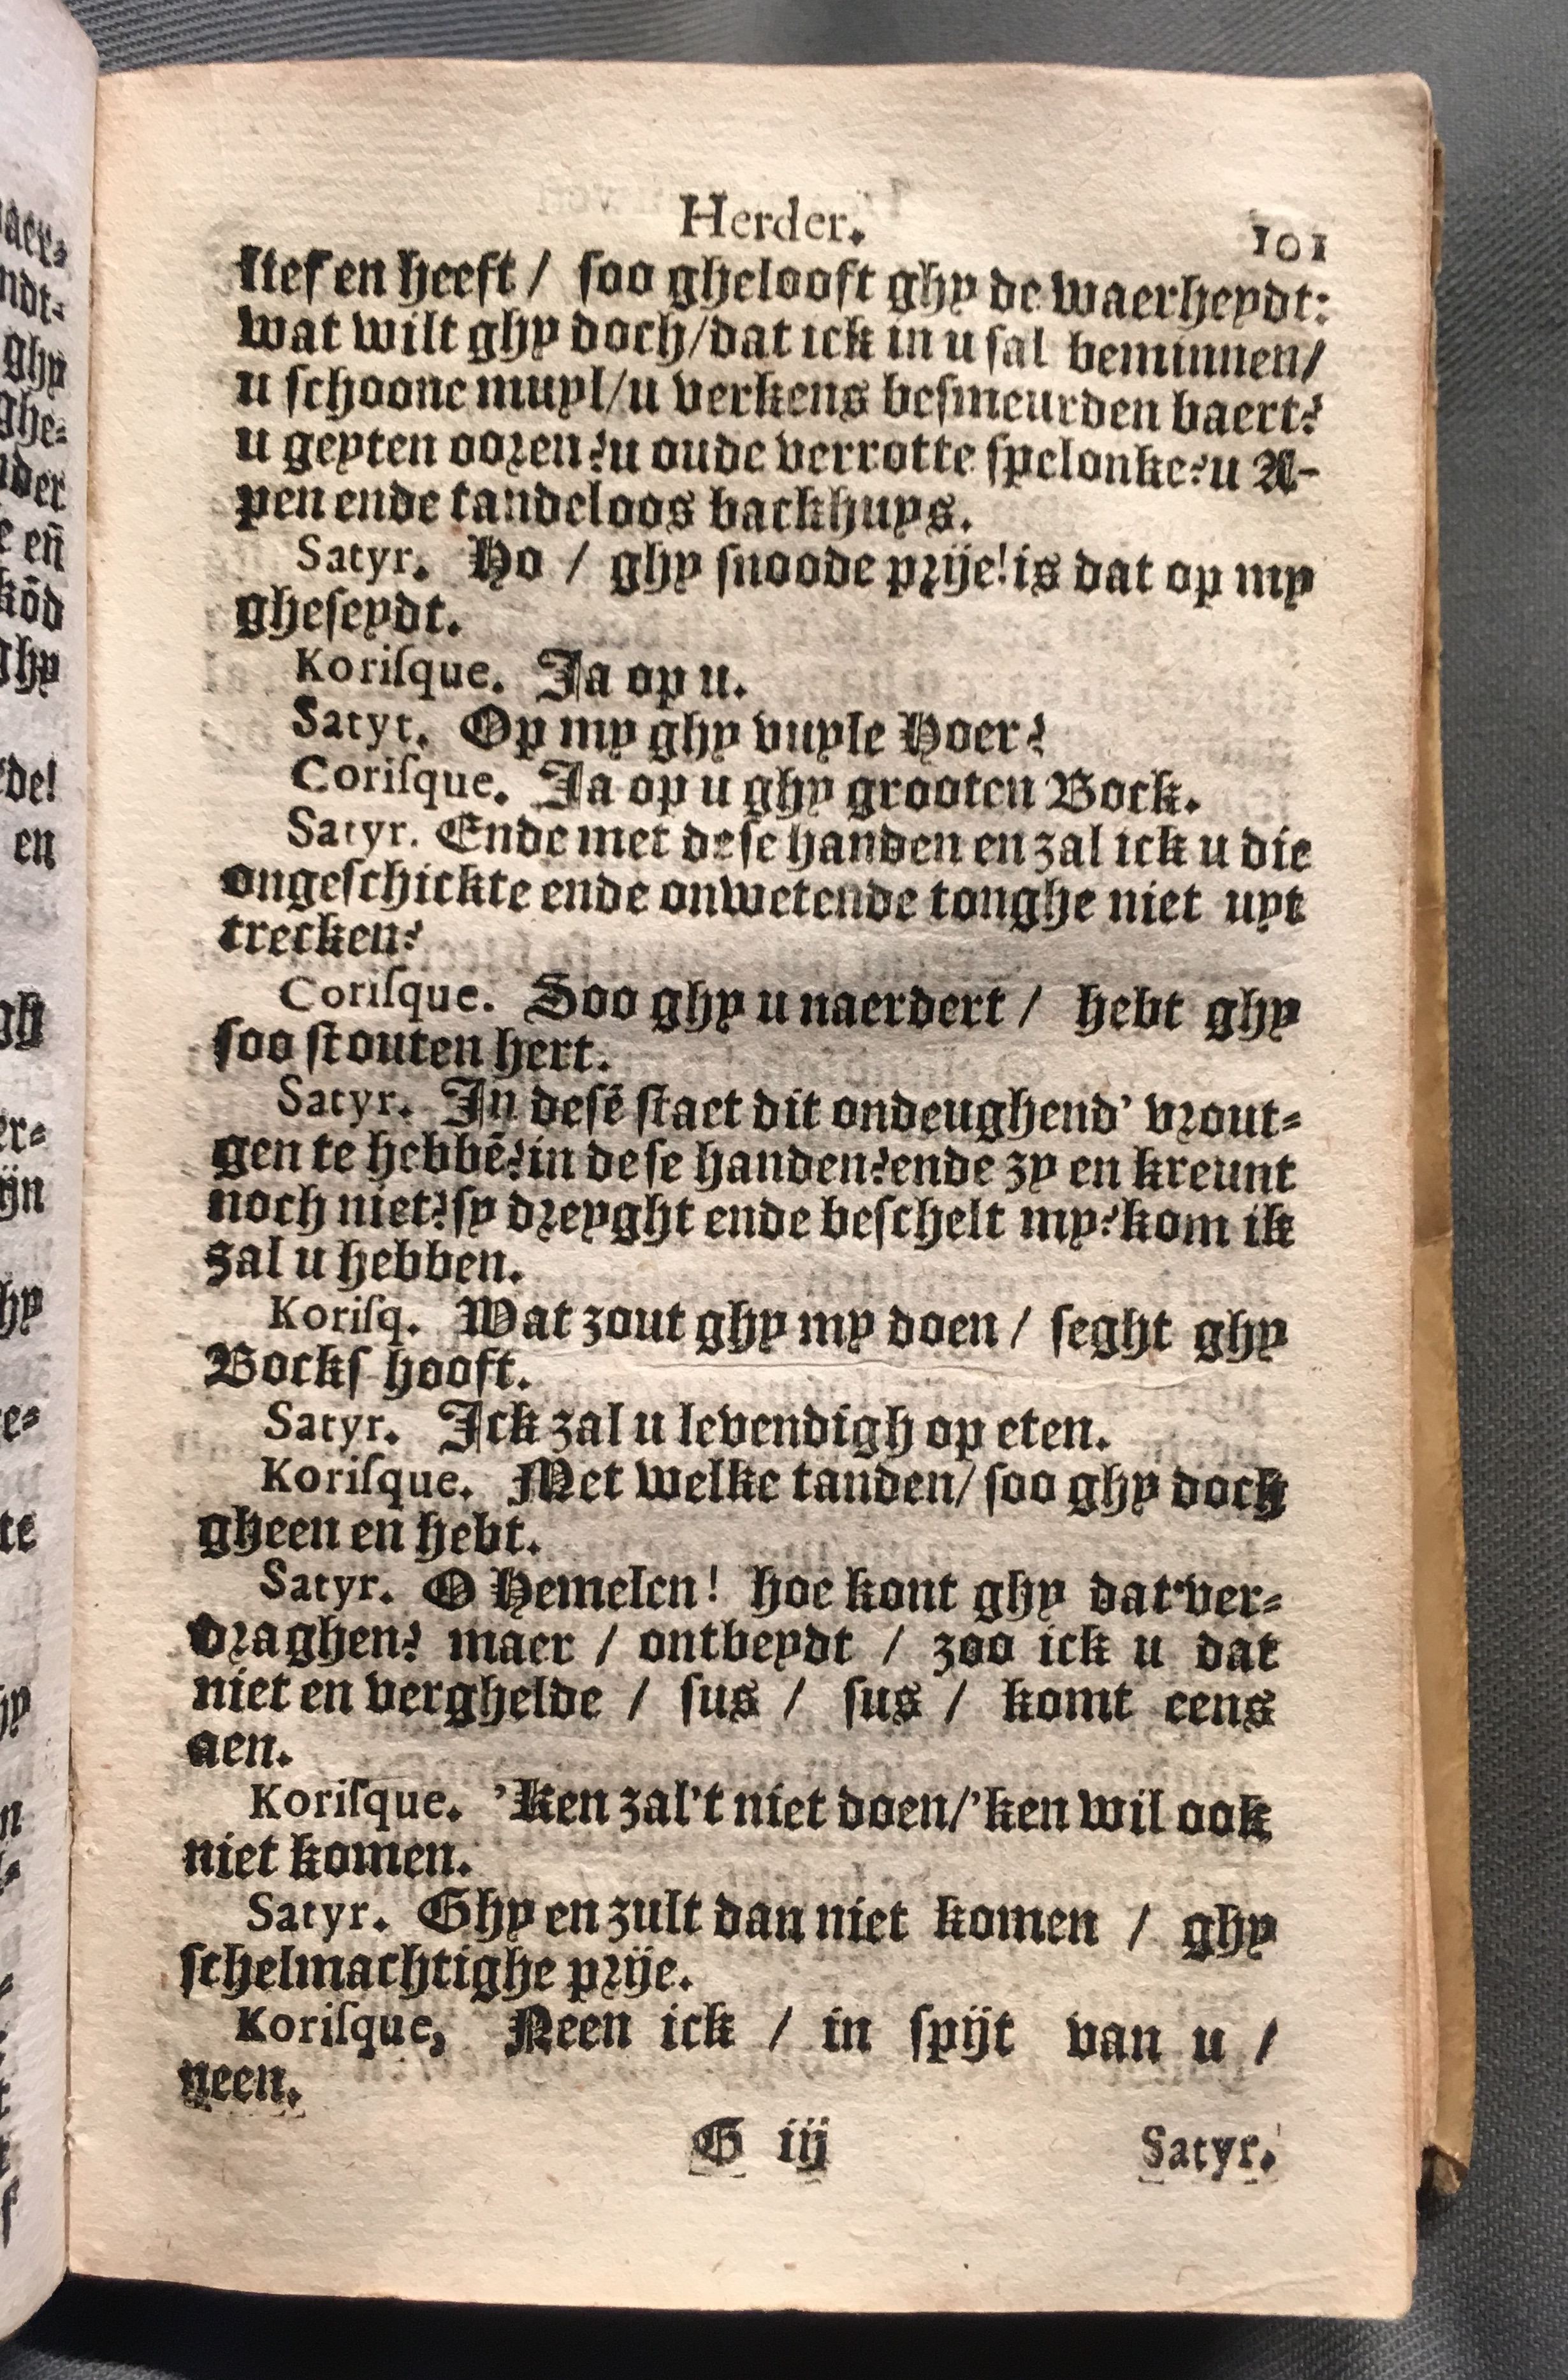 Herder. 101
lief en heeft / soo ghelooft ghy de waerheydt:
wat wilt ghy doch/dat ick in u sal beminnen/
u schoone muyl/u verkens besmeurden baert?
u geyten ooren?u oude verrotte spelonke?u A-
pen ende tandeloos backhuys.
Satyr. Ho / ghy snoode prije!is dat op my
gheseydt.
Korisque. Ja op u.
Satyr. Op my ghy vuyle Hoer?
Corisque. Ja op u ghy grooten Bock.
Satyr. Ende met dese handen en zal ick u die
ongeschickte ende onwetende tonghe niet uyt
trecken?
Corisque. Soo ghy u naerdert / hebt ghy
soo stouten hert.
Satyr. In desē staet dit ondeughend' vrout-
gen te hebbē?in dese handen?ende zy en kreunt
noch niet?sy dreyght ende beschelt my?kom ik
zal u hebben.
Korisq. Wat zout ghy my doen / seght ghy
Bocks hooft.
Satyr. Ick zal u levendigh op eten.
Korisque. Met welke tanden/soo ghy doch
gheen en hebt.
Satyr. O Hemelen! hoe kont ghy dat ver-
draghen? maer / ontbeydt / zoo ick u dat
niet en verghelde / sus / sus / komt eens
aen.
Korisque. 'Ken zal't niet doen/'ken wil ook
niet komen.
Satyr. Ghy en zult dan niet komen / ghy
schelmachtighe prije.
Korisque, Neen ick / in spijt van u /
neen.
G iij Satyr.